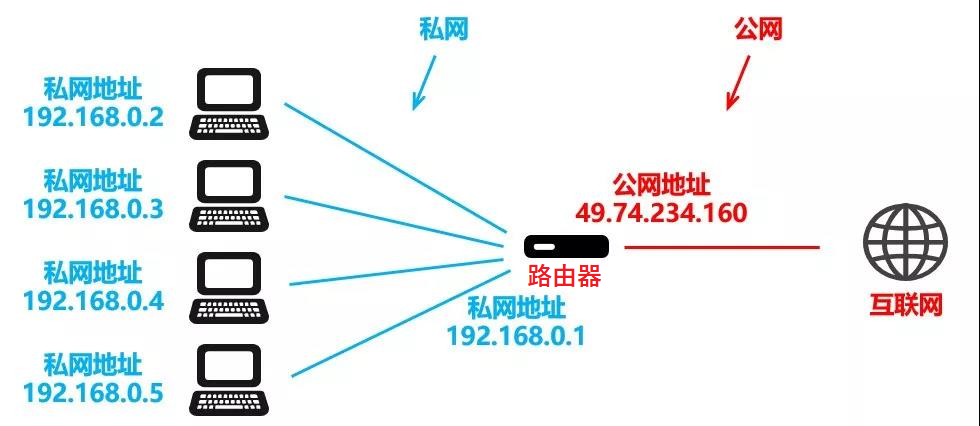 私网
公网
私网地址
192.168.0.2
私网地址
192.168.0.3
公网地址
49.74.234.160
路由器
私网地址
192.168.0.4
私网地址
192.168.0.1
互联网
私网地址
192.168.0.5